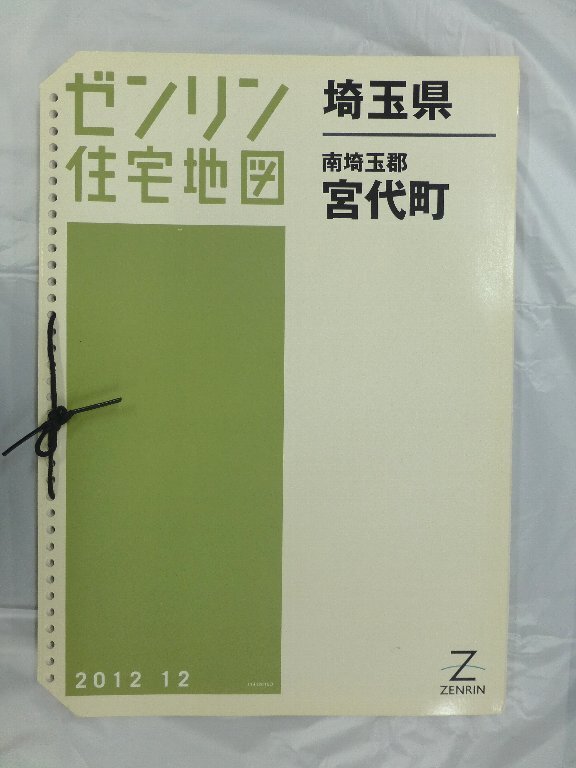 ゼンリン
住宅地図
埼玉県
南埼玉郡
宮代町
2012 12
ZENRIN